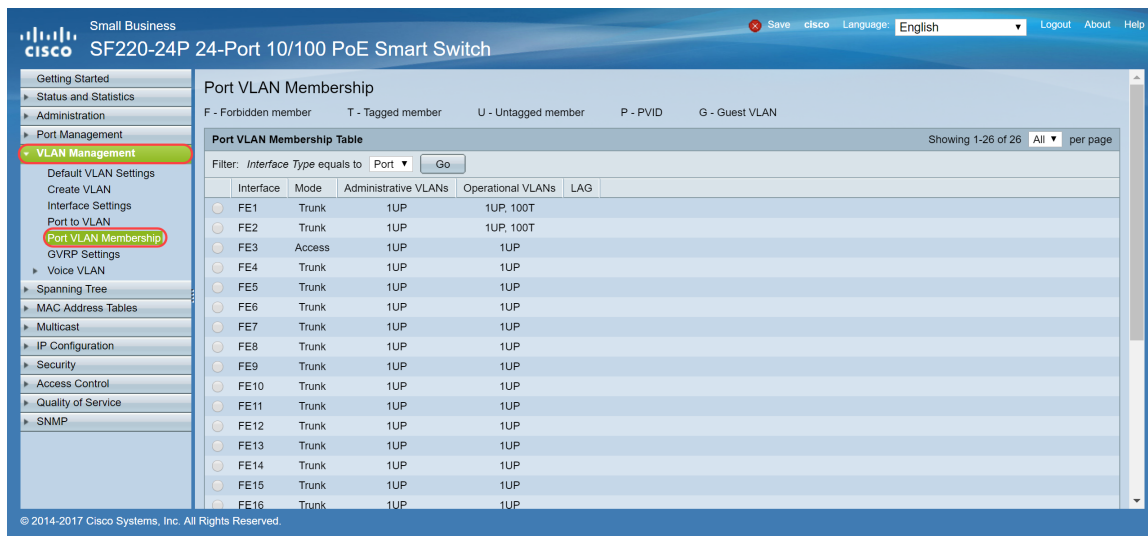 Small Business
cisco SF220-24P 24-Port 10/100 PoE Smart Switch
Save cisco Language: English Logout About Help
Getting Started
Status and Statistics
Administration
Port Management
VLAN Management
Default VLAN Settings
Create VLAN
Interface Settings
Port to VLAN
Port VLAN Membership
GVRP Settings
Voice VLAN
Spanning Tree
MAC Address Tables
Multicast
IP Configuration
Security
Access Control
Quality of Service
SNMP
Port VLAN Membership
F - Forbidden member T - Tagged member U - Untagged member P - PVID G - Guest VLAN
Port VLAN Membership Table Showing 1-26 of 26 All per page
Filter: Interface Type equals to Port Go
Interface Mode Administrative VLANs Operational VLANs LAG
FE1 Trunk 1UP 1UP, 100T
FE2 Trunk 1UP 1UP, 100T
FE3 Access 1UP 1UP
FE4 Trunk 1UP 1UP
FE5 Trunk 1UP 1UP
FE6 Trunk 1UP 1UP
FE7 Trunk 1UP 1UP
FE8 Trunk 1UP 1UP
FE9 Trunk 1UP 1UP
FE10 Trunk 1UP 1UP
FE11 Trunk 1UP 1UP
FE12 Trunk 1UP 1UP
FE13 Trunk 1UP 1UP
FE14 Trunk 1UP 1UP
FE15 Trunk 1UP 1UP
FE16 Trunk 1UP 1UP
© 2014-2017 Cisco Systems, Inc. All Rights Reserved.